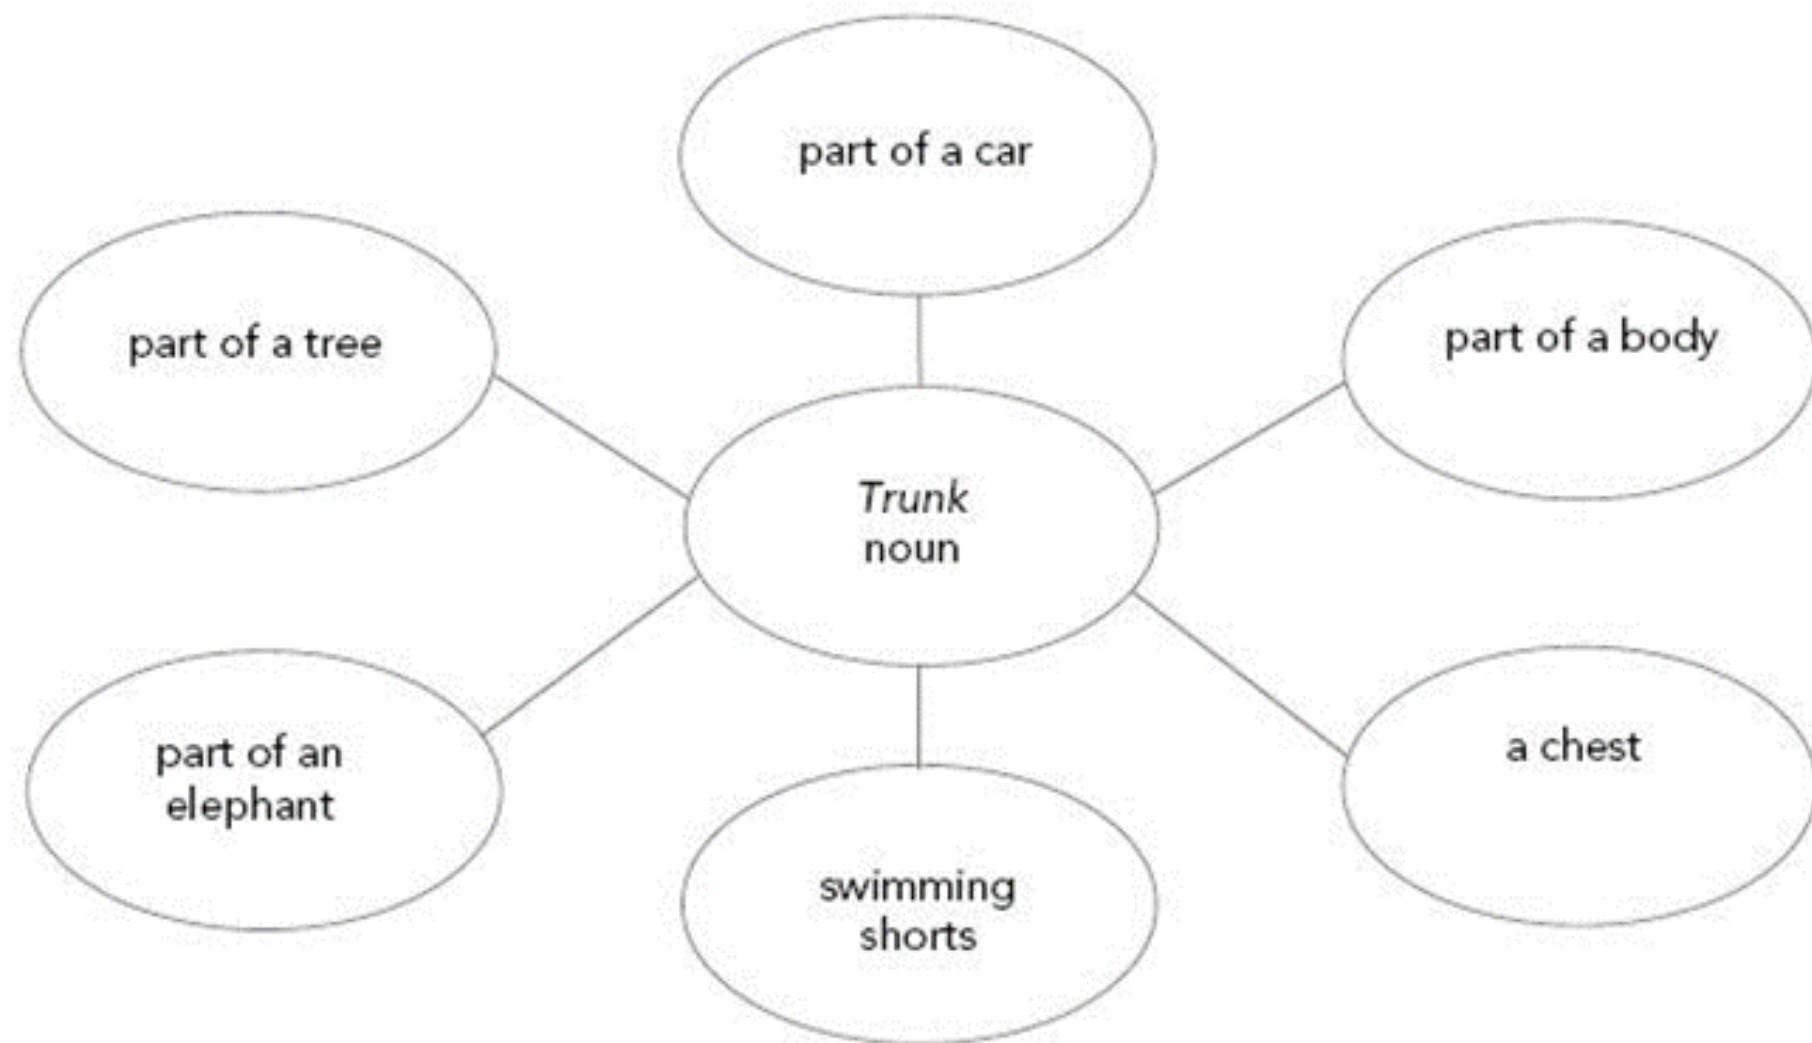 part of a car
part of a tree
part of a body
Trunk
noun
part of an
elephant
a chest
swimming
shorts